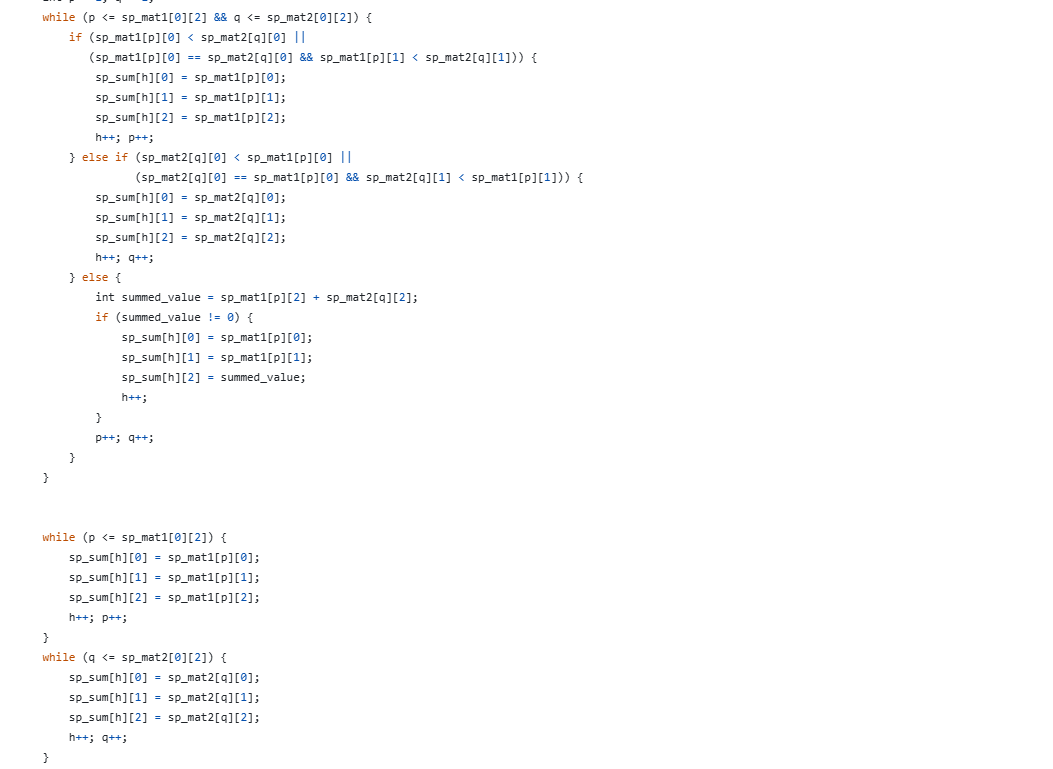 while (p <= sp_mat1[0][2] && q <= sp_mat2[0][2]) {
        if (sp_mat1[p][0] < sp_mat2[q][0] ||
           (sp_mat1[p][0] == sp_mat2[q][0] && sp_mat1[p][1] < sp_mat2[q][1])) {
            sp_sum[h][0] = sp_mat1[p][0];
            sp_sum[h][1] = sp_mat1[p][1];
            sp_sum[h][2] = sp_mat1[p][2];
            h++; p++;
        } else if (sp_mat2[q][0] < sp_mat1[p][0] ||
                  (sp_mat2[q][0] == sp_mat1[p][0] && sp_mat2[q][1] < sp_mat1[p][1])) {
            sp_sum[h][0] = sp_mat2[q][0];
            sp_sum[h][1] = sp_mat2[q][1];
            sp_sum[h][2] = sp_mat2[q][2];
            h++; q++;
        } else {
            int summed_value = sp_mat1[p][2] + sp_mat2[q][2];
            if (summed_value != 0) {
                sp_sum[h][0] = sp_mat1[p][0];
                sp_sum[h][1] = sp_mat1[p][1];
                sp_sum[h][2] = summed_value;
                h++;
            }
            p++; q++;
        }
    }
    while (p <= sp_mat1[0][2]) {
        sp_sum[h][0] = sp_mat1[p][0];
        sp_sum[h][1] = sp_mat1[p][1];
        sp_sum[h][2] = sp_mat1[p][2];
        h++; p++;
    }
    while (q <= sp_mat2[0][2]) {
        sp_sum[h][0] = sp_mat2[q][0];
        sp_sum[h][1] = sp_mat2[q][1];
        sp_sum[h][2] = sp_mat2[q][2];
        h++; q++;
    }